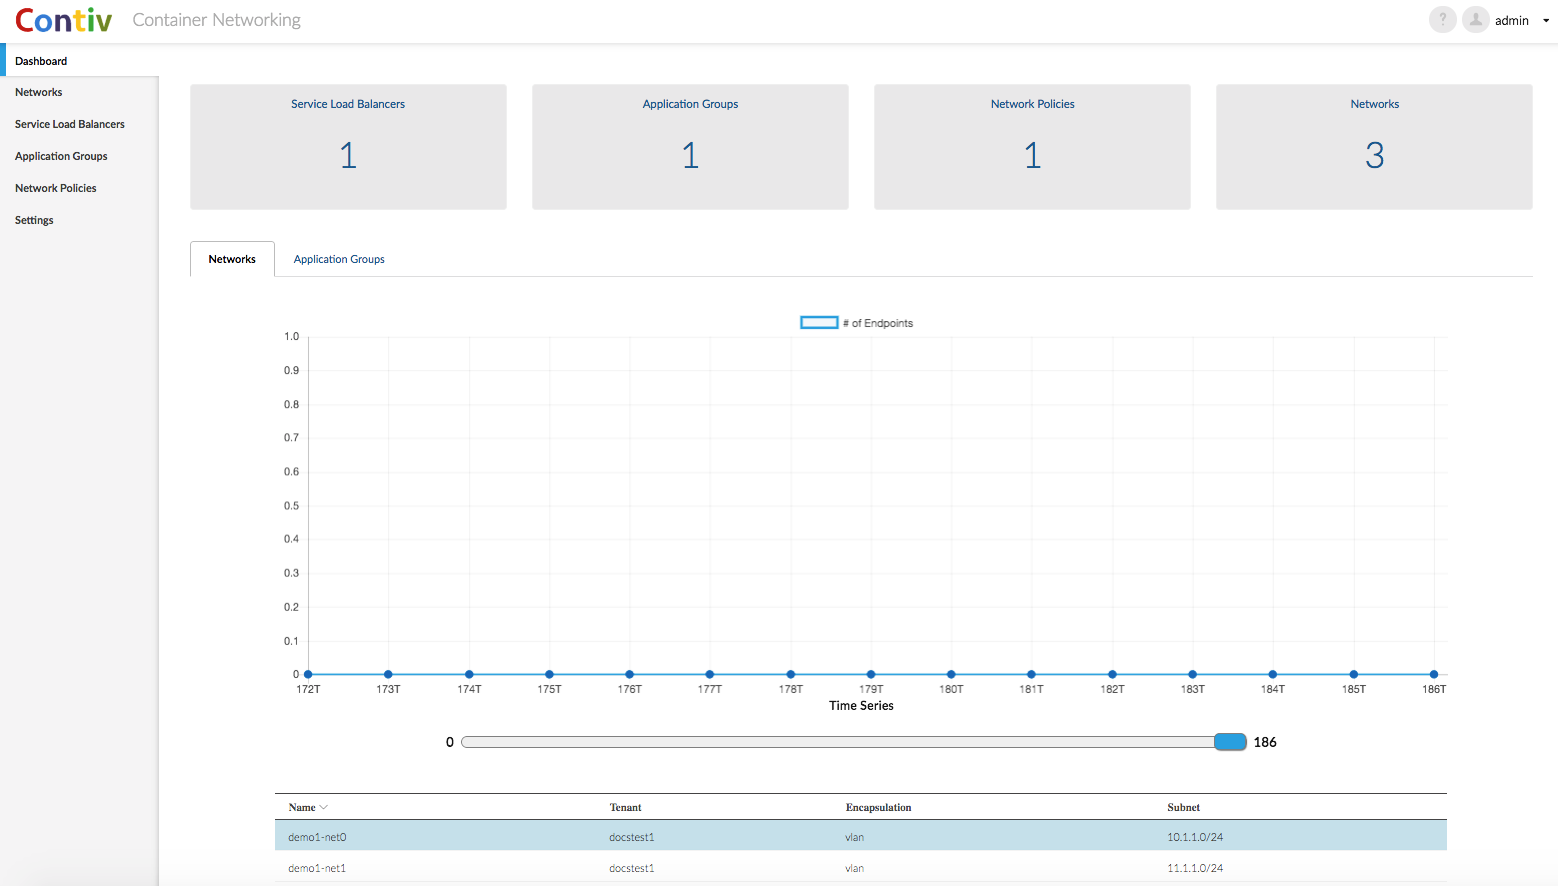 Contiv Container Networking ? admin
Dashboard
Networks
Service Load Balancers
Application Groups
Network Policies
Settings
Service Load Balancers Application Groups Network Policies Networks
1 1 1 3
Networks Application Groups
# of Endpoints
1.0
0.9
0.8
0.7
0.6
0.5
0.4
0.3
0.2
0.1
0
172T 173T 174T 175T 176T 177T 178T 179T 180T 181T 182T 183T 184T 185T 186T
Time Series
0 186
Name Tenant Encapsulation Subnet
demo1-net0 docstest1 vlan 10.1.1.0/24
demo1-net1 docstest1 vlan 11.1.1.0/24